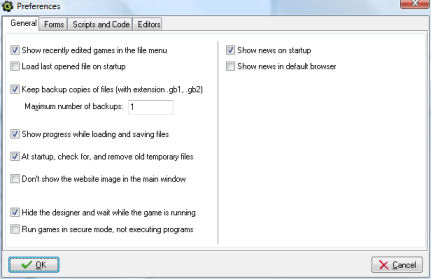 Preferences
General Forms Scripts and Code Editors
Show recently edited games in the file menu
Load last opened file on startup
Keep backup copies of files (with extension .gb1, .gb2)
Maximum number of backups: 1
Show progress while loading and saving files
At startup, check for, and remove old temporary files
Don't show the website image in the main window
Hide the designer and wait while the game is running
Run games in secure mode, not executing programs
Show news on startup
Show news in default browser
OK
Cancel